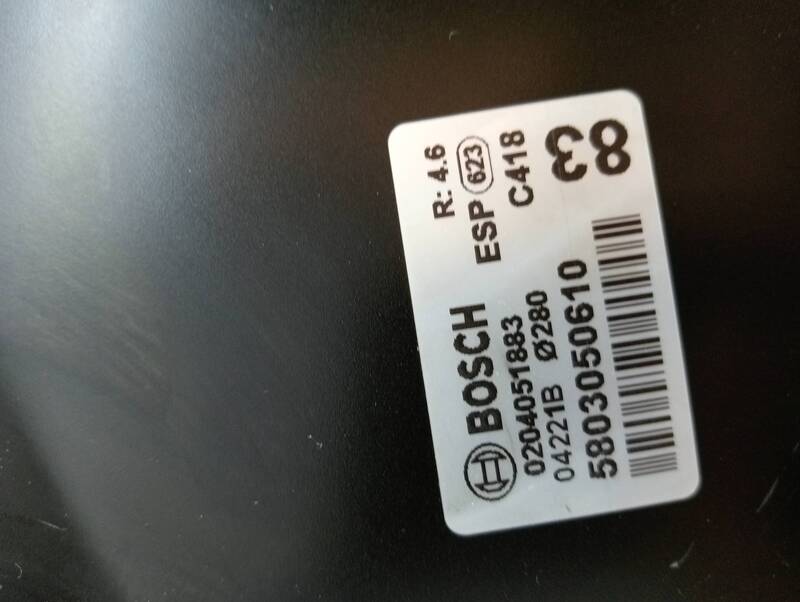 BOSCH R: 4.6
0204051883 ESP 623
04221B Ø280 C418
5803050610
83